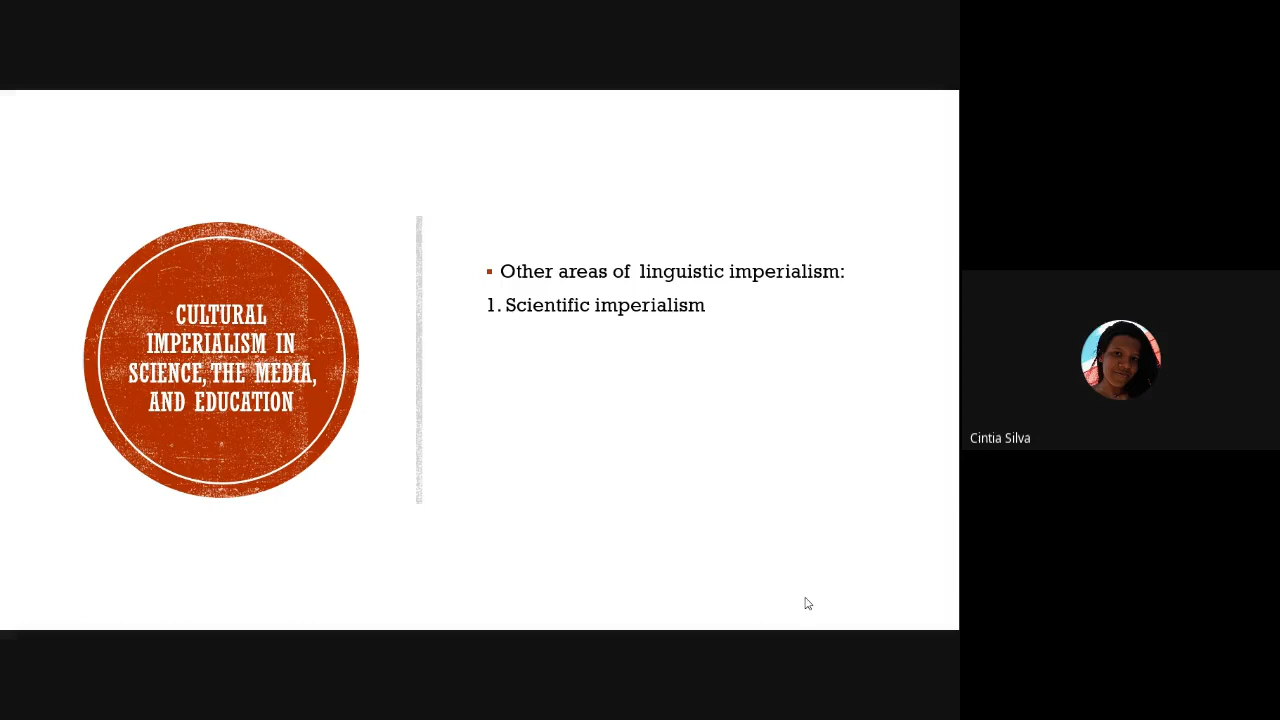 CULTURAL
IMPERIALISM IN
SCIENCE, THE MEDIA,
AND EDUCATION
Other areas of linguistic imperialism:
1. Scientific imperialism
Cintia Silva